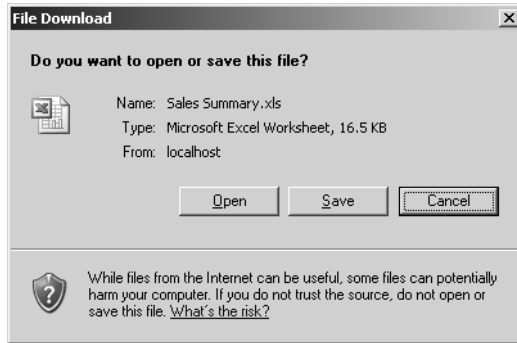 File Download
Do you want to open or save this file?
Name: Sales Summary.xls
Type: Microsoft Excel Worksheet, 16.5 KB
From: localhost
Open Save Cancel
While files from the Internet can be useful, some files can potentially
harm your computer. If you do not trust the source, do not open or
save this file. What's the risk?